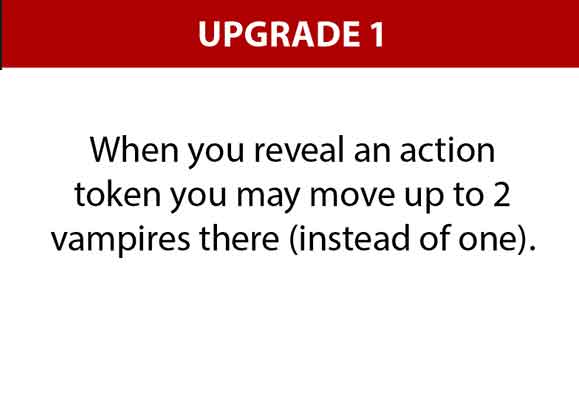 UPGRADE 1
When you reveal an action
token you may move up to 2
vampires there (instead of one).